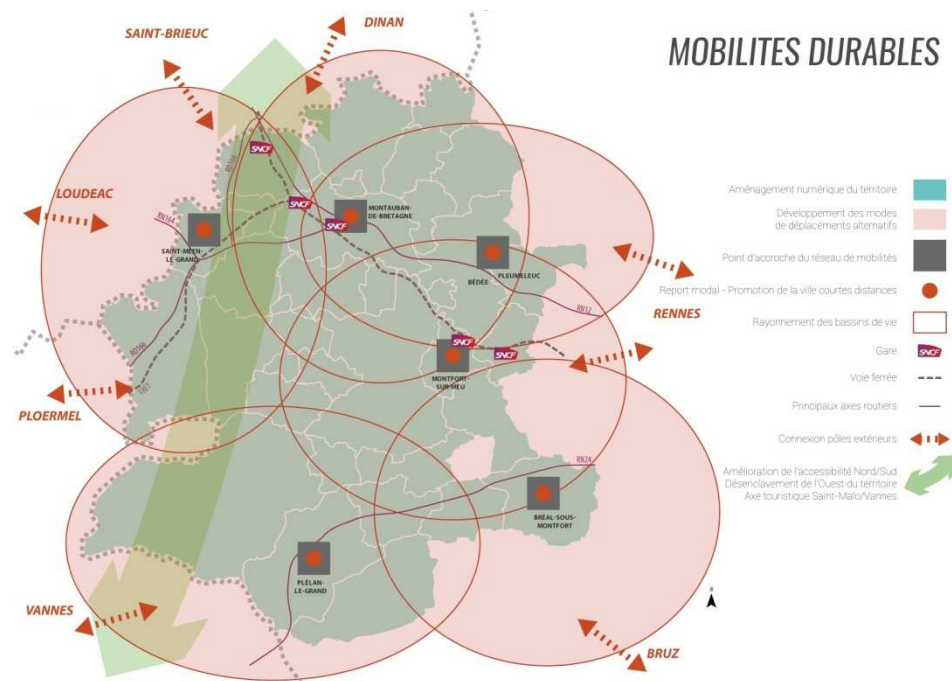 MOBILITES DURABLES
DINAN
SAINT-BRIEUC
LOUDEAC
PLOERMEL
VANNES
BRUZ
RENNES
SNCF
SNCF
SNCF
SNCF
SNCF
RN164
RD166
RN12
RN24
MONTAUBAN-
DE-BRETAGNE
SAINT-MÉEN-
LE-GRAND
PLEUMELEUC
BÉDÉE
MONTFORT-
SUR-MEU
BRÉAL-SOUS-
MONTFORT
PLÉLAN-
LE-GRAND
Aménagement numérique du territoire
Développement des modes
de déplacements alternatifs
Point d'accroche du réseau de mobilités
Report modal - Promotion de la ville courtes distances
Rayonnement des bassins de vie
Gare
SNCF
Voie ferrée
Principaux axes routiers
Connexion pôles extérieurs
Amélioration de l'accessibilité Nord/Sud
Désenclavement de l'Ouest du territoire
Axe touristique Saint-Malo/Vannes